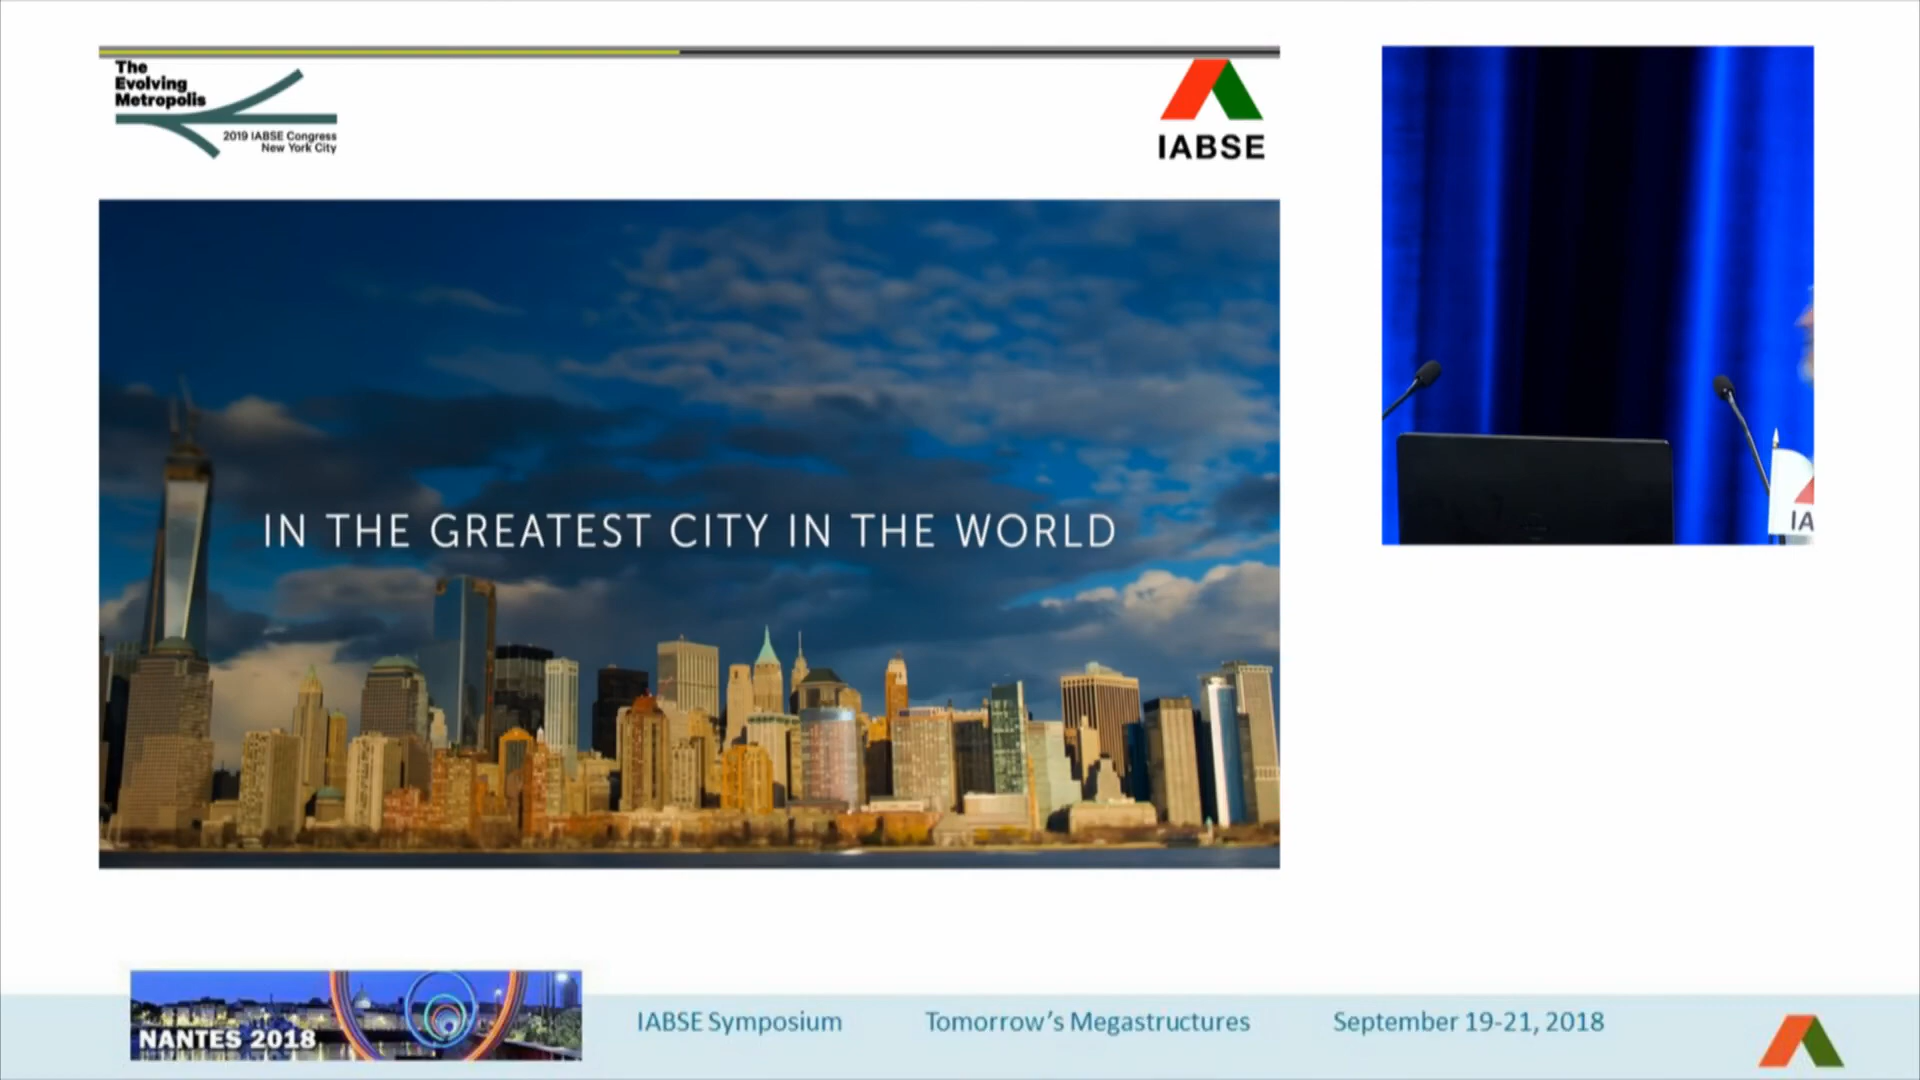 The
Evolving
Metropolis
2019 IABSE Congress
New York City
IABSE
IN THE GREATEST CITY IN THE WORLD
IA
NANTES 2018
IABSE Symposium
Tomorrow's Megastructures
September 19-21, 2018